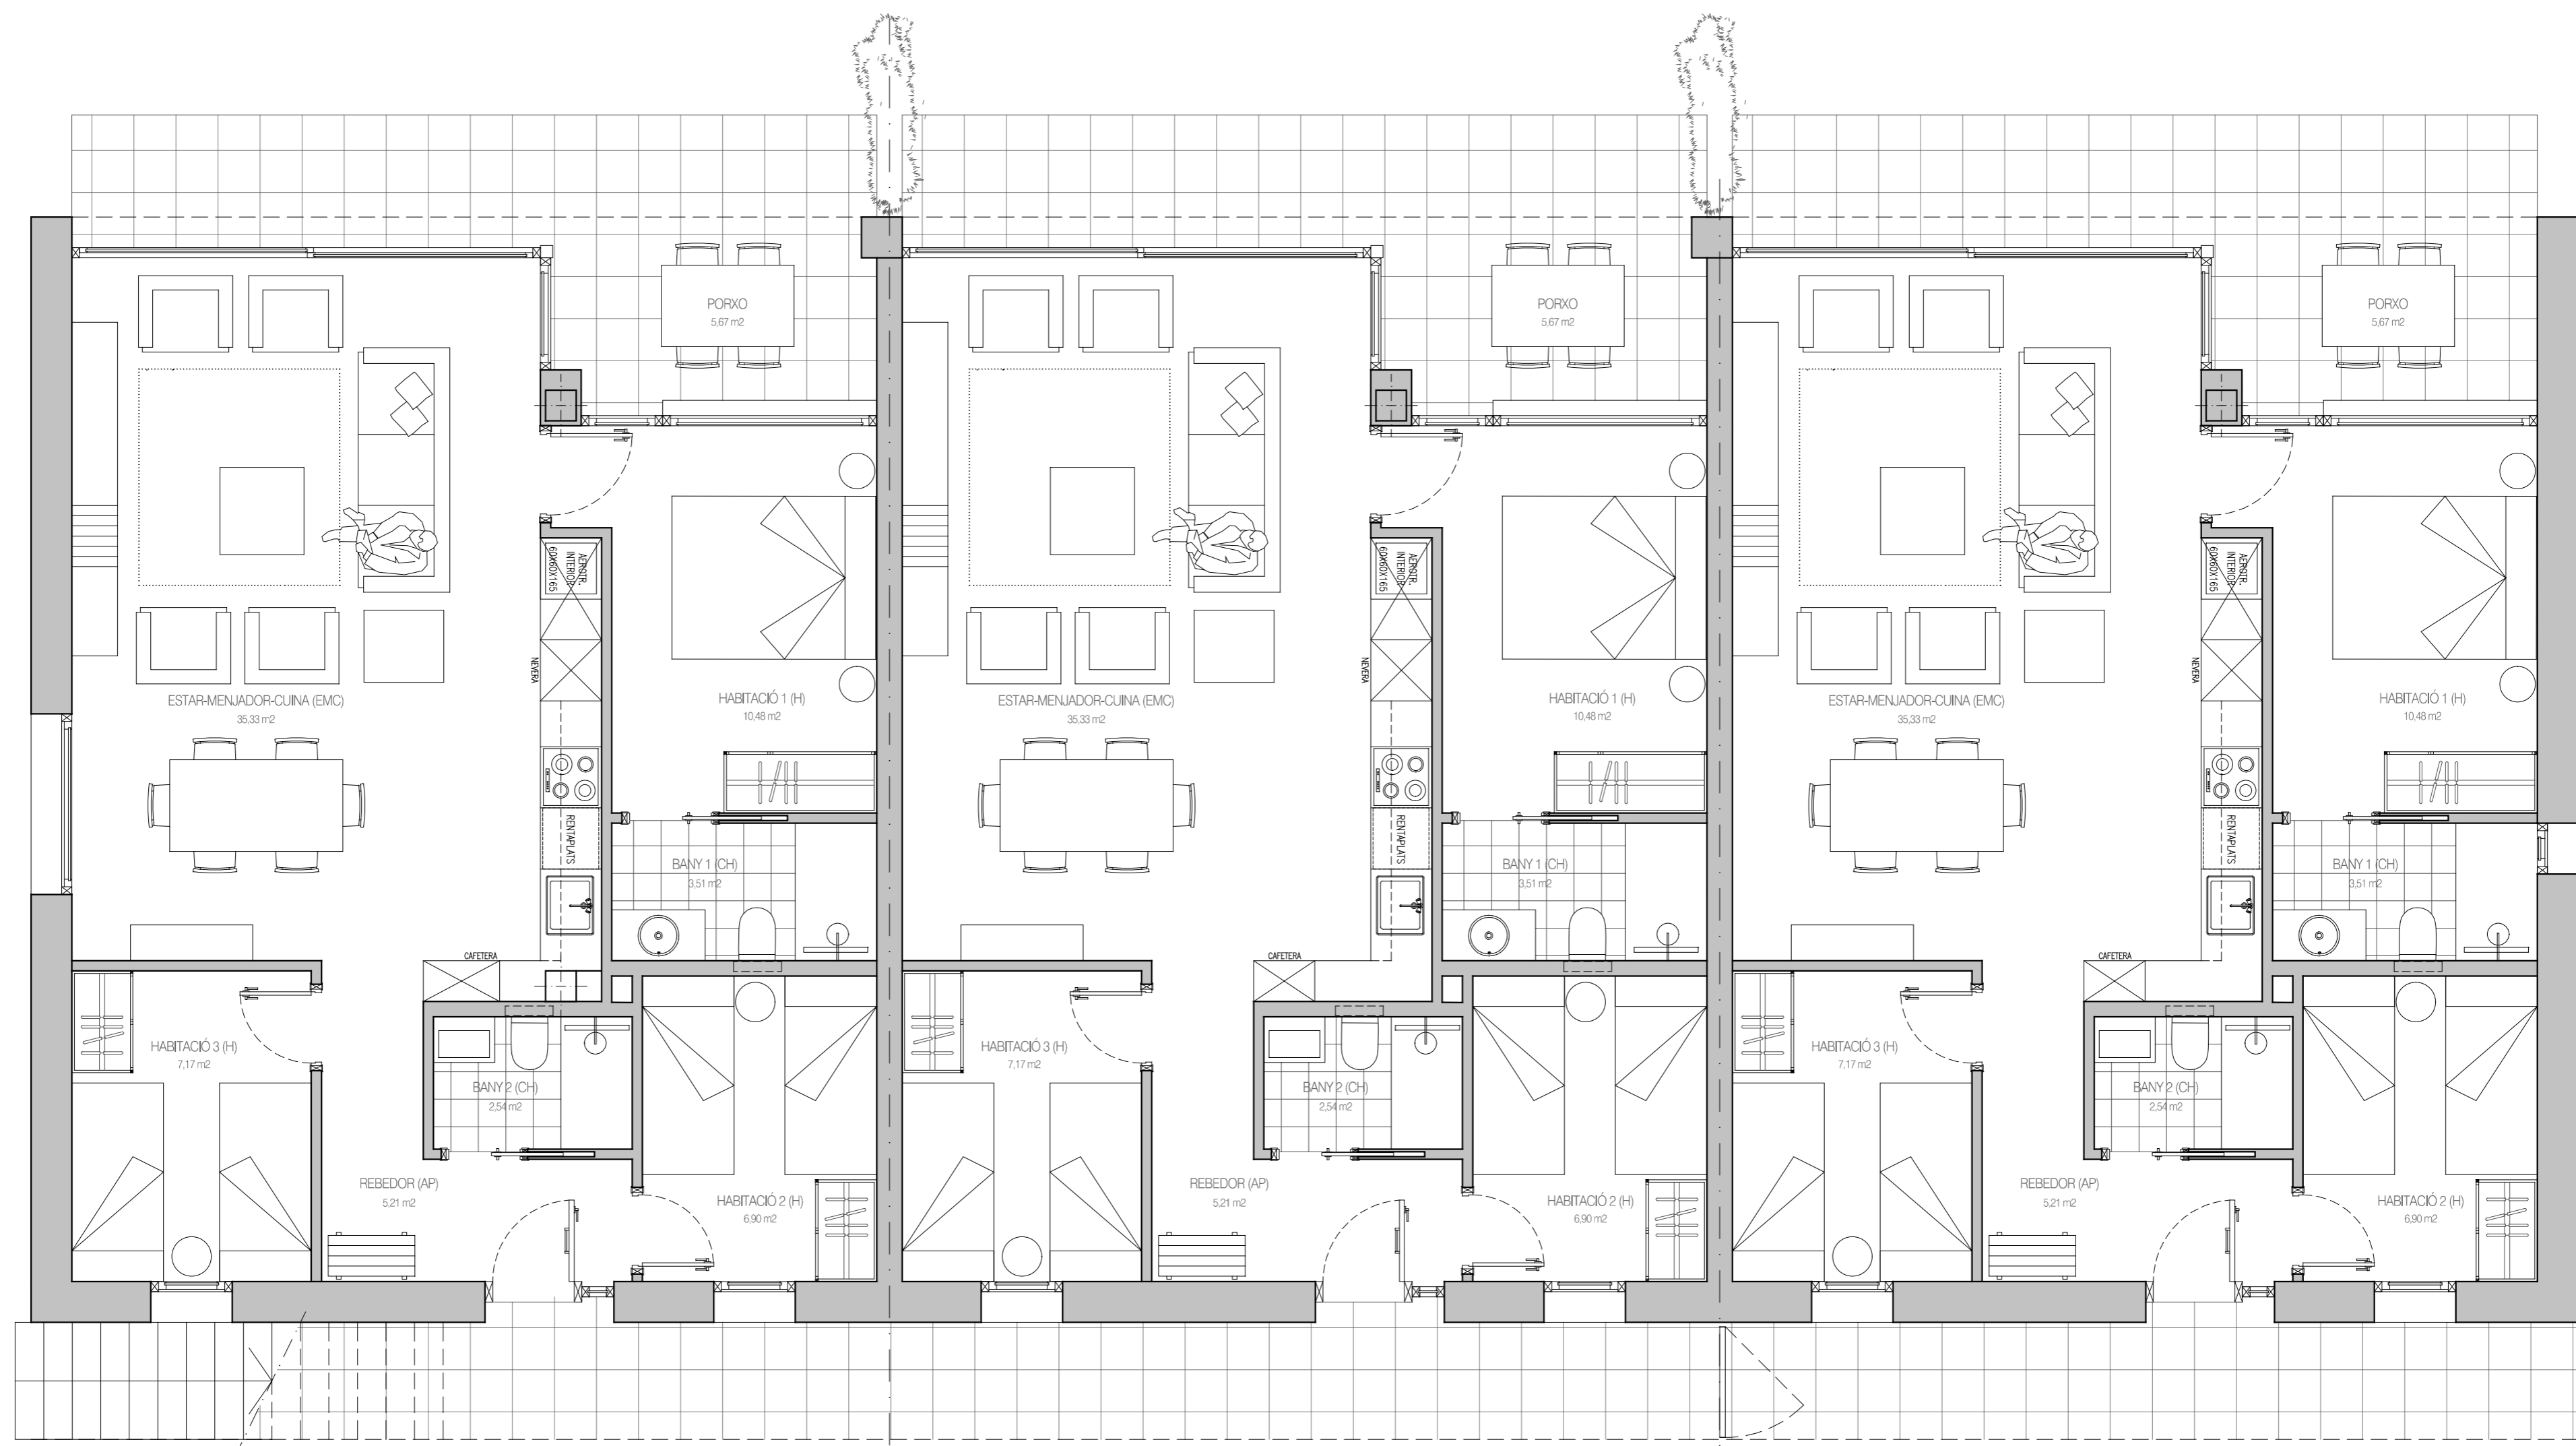 PORXO
5,67 m2
AEROTR.
INTERIOR
60X60X165
NEVERA
ESTAR-MENJADOR-CUINA (EMC)
35,33 m2
HABITACIÓ 1 (H)
10,48 m2
RENTAPLATS
BANY 1 (CH)
3,51 m2
CAFETERA
HABITACIÓ 3 (H)
7,17 m2
BANY 2 (CH)
2,54 m2
REBEDOR (AP)
5,21 m2
HABITACIÓ 2 (H)
6,90 m2
PORXO
5,67 m2
AEROTR.
INTERIOR
60X60X165
NEVERA
ESTAR-MENJADOR-CUINA (EMC)
35,33 m2
HABITACIÓ 1 (H)
10,48 m2
RENTAPLATS
BANY 1 (CH)
3,51 m2
CAFETERA
HABITACIÓ 3 (H)
7,17 m2
BANY 2 (CH)
2,54 m2
REBEDOR (AP)
5,21 m2
HABITACIÓ 2 (H)
6,90 m2
PORXO
5,67 m2
AEROTR.
INTERIOR
60X60X165
NEVERA
ESTAR-MENJADOR-CUINA (EMC)
35,33 m2
HABITACIÓ 1 (H)
10,48 m2
RENTAPLATS
BANY 1 (CH)
3,51 m2
CAFETERA
HABITACIÓ 3 (H)
7,17 m2
BANY 2 (CH)
2,54 m2
REBEDOR (AP)
5,21 m2
HABITACIÓ 2 (H)
6,90 m2